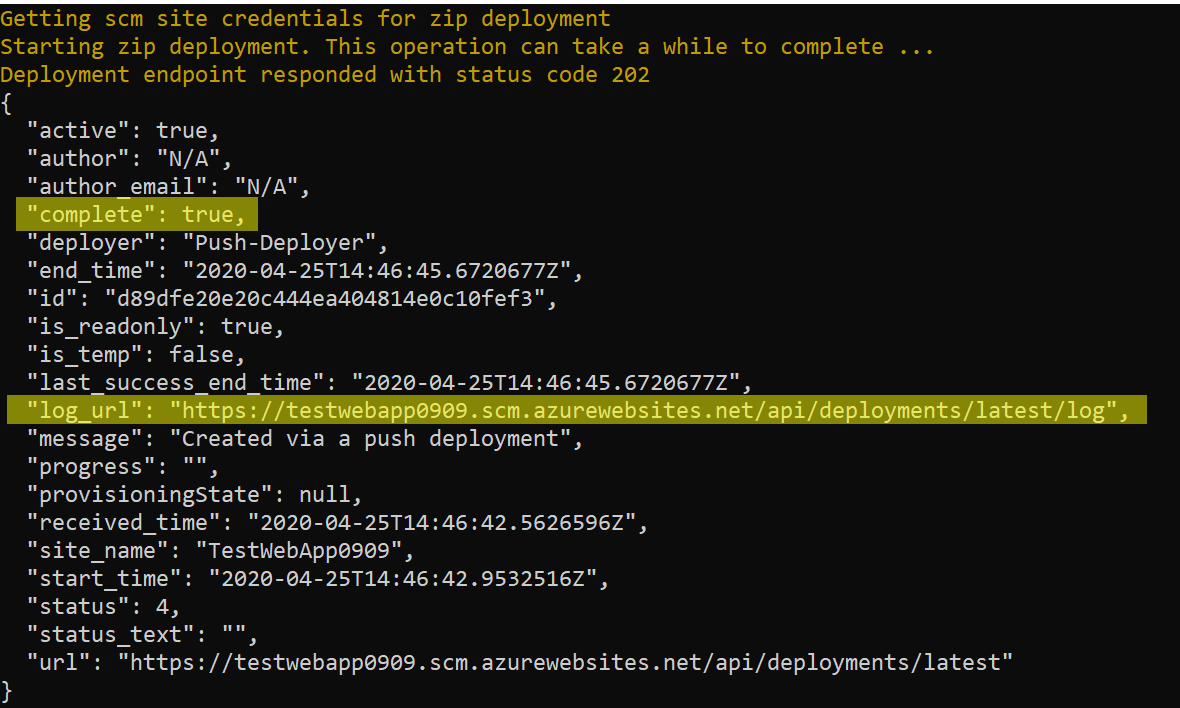 Getting scm site credentials for zip deployment
Starting zip deployment. This operation can take a while to complete ...
Deployment endpoint responded with status code 202
{
  "active": true,
  "author": "N/A",
  "author_email": "N/A",
  "complete": true,
  "deployer": "Push-Deployer",
  "end_time": "2020-04-25T14:46:45.6720677Z",
  "id": "d89dfe20e20c444ea404814e0c10fef3",
  "is_readonly": true,
  "is_temp": false,
  "last_success_end_time": "2020-04-25T14:46:45.6720677Z",
  "log_url": "https://testwebapp0909.scm.azurewebsites.net/api/deployments/latest/log",
  "message": "Created via a push deployment",
  "progress": "",
  "provisioningState": null,
  "received_time": "2020-04-25T14:46:42.5626596Z",
  "site_name": "TestWebApp0909",
  "start_time": "2020-04-25T14:46:42.9532516Z",
  "status": 4,
  "status_text": "",
  "url": "https://testwebapp0909.scm.azurewebsites.net/api/deployments/latest"
}